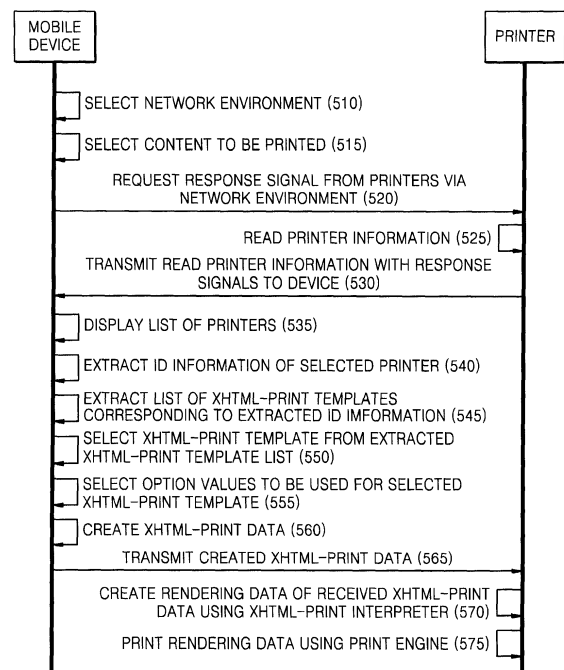 MOBILE
DEVICE
PRINTER
SELECT NETWORK ENVIRONMENT (510)
SELECT CONTENT TO BE PRINTED (515)
REQUEST RESPONSE SIGNAL FROM PRINTERS VIA
NETWORK ENVIRONMENT (520)
READ PRINTER INFORMATION (525)
TRANSMIT READ PRINTER INFORMATION WITH RESPONSE
SIGNALS TO DEVICE (530)
DISPLAY LIST OF PRINTERS (535)
EXTRACT ID INFORMATION OF SELECTED PRINTER (540)
EXTRACT LIST OF XHTML-PRINT TEMPLATES
CORRESPONDING TO EXTRACTED ID IMFORMATION (545)
SELECT XHTML-PRINT TEMPLATE FROM EXTRACTED
XHTML-PRINT TEMPLATE LIST (550)
SELECT OPTION VALUES TO BE USED FOR SELECTED
XHTML-PRINT TEMPLATE (555)
CREATE XHTML-PRINT DATA (560)
TRANSMIT CREATED XHTML-PRINT DATA (565)
CREATE RENDERING DATA OF RECEIVED XHTML-PRINT
DATA USING XHTML-PRINT INTERPRETER (570)
PRINT RENDERING DATA USING PRINT ENGINE (575)